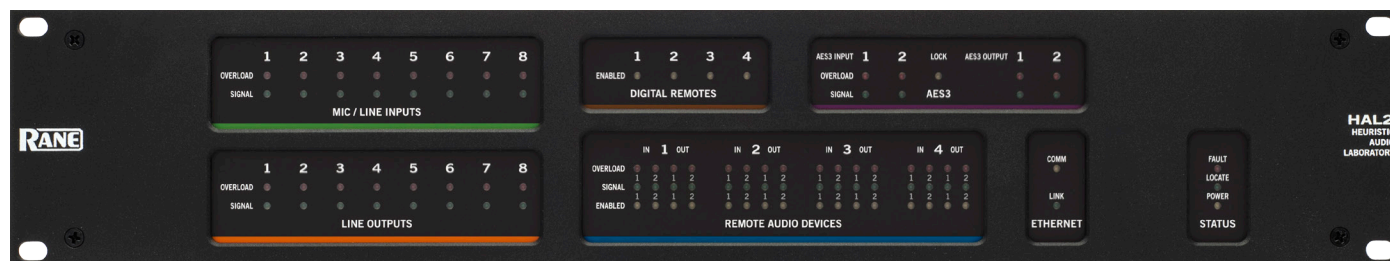 1 2 3 4 5 6 7 8
OVERLOAD
SIGNAL
MIC / LINE INPUTS
1 2 3 4
ENABLED
DIGITAL REMOTES
AES3 INPUT 1 2 LOCK AES3 OUTPUT 1 2
OVERLOAD
SIGNAL
AES3
RANE
1 2 3 4 5 6 7 8
OVERLOAD
SIGNAL
LINE OUTPUTS
IN 1 OUT IN 2 OUT IN 3 OUT IN 4 OUT
OVERLOAD
1 2 1 2 1 2 1 2 1 2 1 2 1 2 1 2
SIGNAL
1 2 1 2 1 2 1 2 1 2 1 2 1 2 1 2
ENABLED
REMOTE AUDIO DEVICES
COMM
LINK
ETHERNET
FAULT
LOCATE
POWER
STATUS
HAL2
HEURISTI
AUDI
LABORATOR